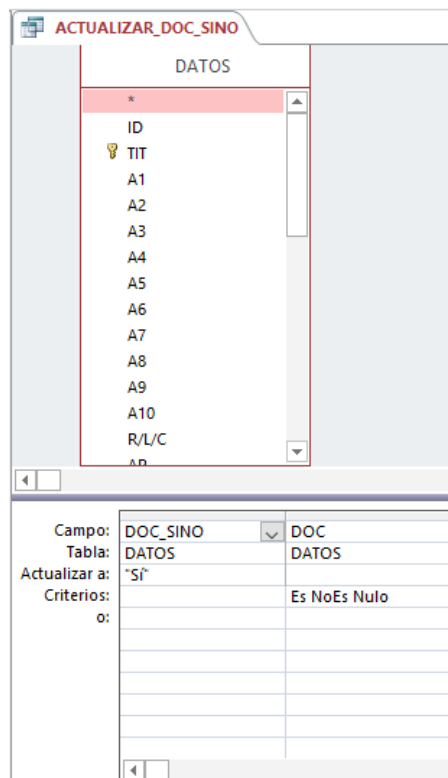 ACTUALIZAR_DOC_SINO
DATOS
*
ID
TIT
A1
A2
A3
A4
A5
A6
A7
A8
A9
A10
R/L/C
Campo: DOC_SINO DOC
Tabla: DATOS DATOS
Actualizar a: "Sí"
Criterios: Es NoEs Nulo
o: